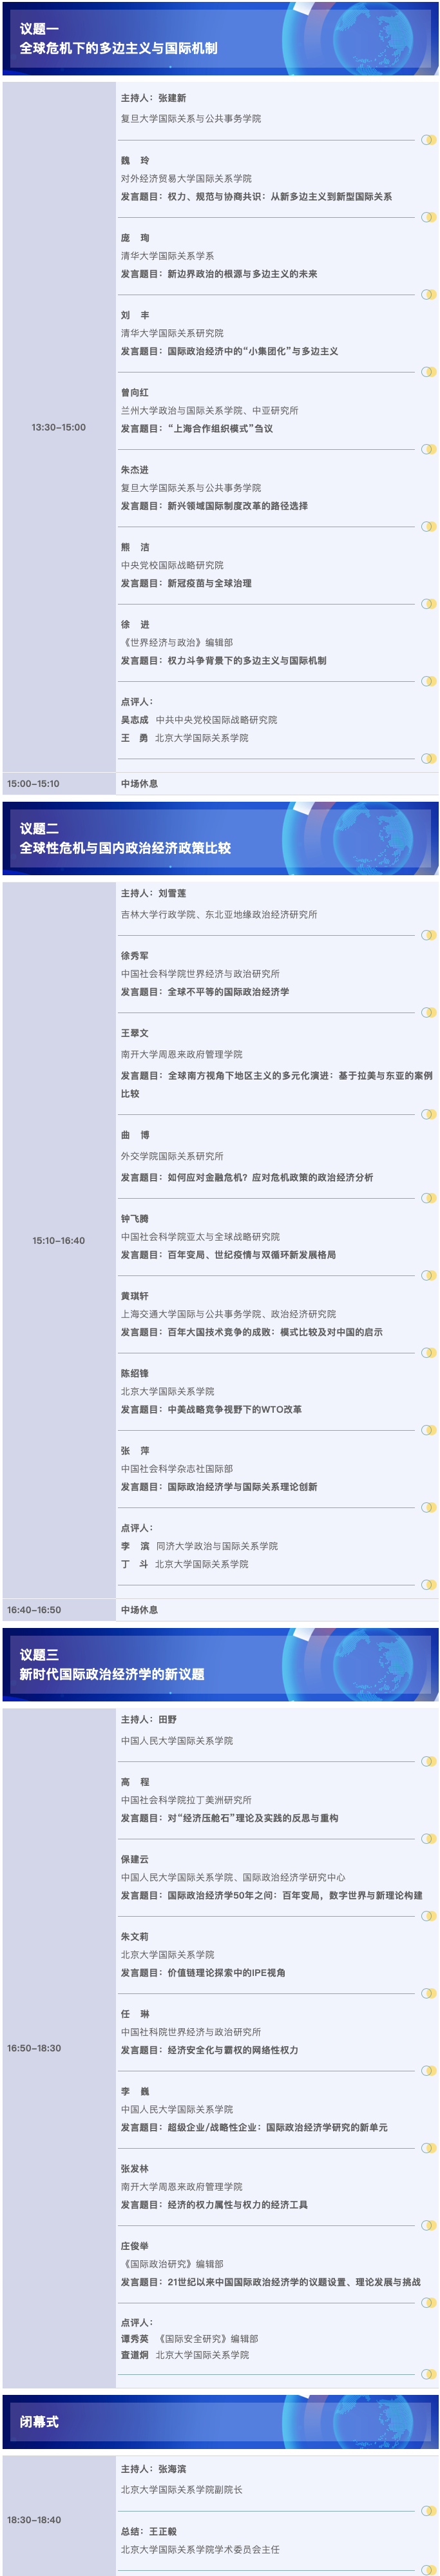 议题一
全球危机下的多边主义与国际机制
13:30-15:00
主持人：张建新
复旦大学国际关系与公共事务学院
魏 玲
对外经济贸易大学国际关系学院
发言题目：权力、规范与协商共识：从新多边主义到新型国际关系
庞 珣
清华大学国际关系学系
发言题目：新边界政治的根源与多边主义的未来
刘 丰
清华大学国际关系研究院
发言题目：国际政治经济中的“小集团化”与多边主义
曾向红
兰州大学政治与国际关系学院、中亚研究所
发言题目：“上海合作组织模式”刍议
朱杰进
复旦大学国际关系与公共事务学院
发言题目：新兴领域国际制度改革的路径选择
熊 洁
中央党校国际战略研究院
发言题目：新冠疫苗与全球治理
徐 进
《世界经济与政治》编辑部
发言题目：权力斗争背景下的多边主义与国际机制
点评人：
吴志成 中共中央党校国际战略研究院
王 勇 北京大学国际关系学院
15:00-15:10 中场休息
议题二
全球性危机与国内政治经济政策比较
15:10-16:40
主持人：刘雪莲
吉林大学行政学院、东北亚地缘政治经济研究所
徐秀军
中国社会科学院世界经济与政治研究所
发言题目：全球不平等的国际政治经济学
王翠文
南开大学周恩来政府管理学院
发言题目：全球南方视角下地区主义的多元化演进：基于拉美与东亚的案例
比较
曲 博
外交学院国际关系研究所
发言题目：如何应对金融危机？应对危机政策的政治经济分析
钟飞腾
中国社会科学院亚太与全球战略研究院
发言题目：百年变局、世纪疫情与双循环新发展格局
黄琪轩
上海交通大学国际与公共事务学院、政治经济研究院
发言题目：百年大国技术竞争的成败：模式比较及对中国的启示
陈绍锋
北京大学国际关系学院
发言题目：中美战略竞争视野下的WTO改革
张 萍
中国社会科学杂志社国际部
发言题目：国际政治经济学与国际关系理论创新
点评人：
李 滨 同济大学政治与国际关系学院
丁 斗 北京大学国际关系学院
16:40-16:50 中场休息
议题三
新时代国际政治经济学的新议题
16:50-18:30
主持人：田野
中国人民大学国际关系学院
高 程
中国社会科学院拉丁美洲研究所
发言题目：对“经济压舱石”理论及实践的反思与重构
保建云
中国人民大学国际关系学院、国际政治经济学研究中心
发言题目：国际政治经济学50年之问：百年变局，数字世界与新理论构建
朱文莉
北京大学国际关系学院
发言题目：价值链理论探索中的IPE视角
任 琳
中国社科院世界经济与政治研究所
发言题目：经济安全化与霸权的网络性权力
李 巍
中国人民大学国际关系学院
发言题目：超级企业/战略性企业：国际政治经济学研究的新单元
张发林
南开大学周恩来政府管理学院
发言题目：经济的权力属性与权力的经济工具
庄俊举
《国际政治研究》编辑部
发言题目：21世纪以来中国国际政治经济学的议题设置、理论发展与挑战
点评人：
谭秀英 《国际安全研究》编辑部
查道炯 北京大学国际关系学院
闭幕式
18:30-18:40
主持人：张海滨
北京大学国际关系学院副院长
总结：王正毅
北京大学国际关系学院学术委员会主任